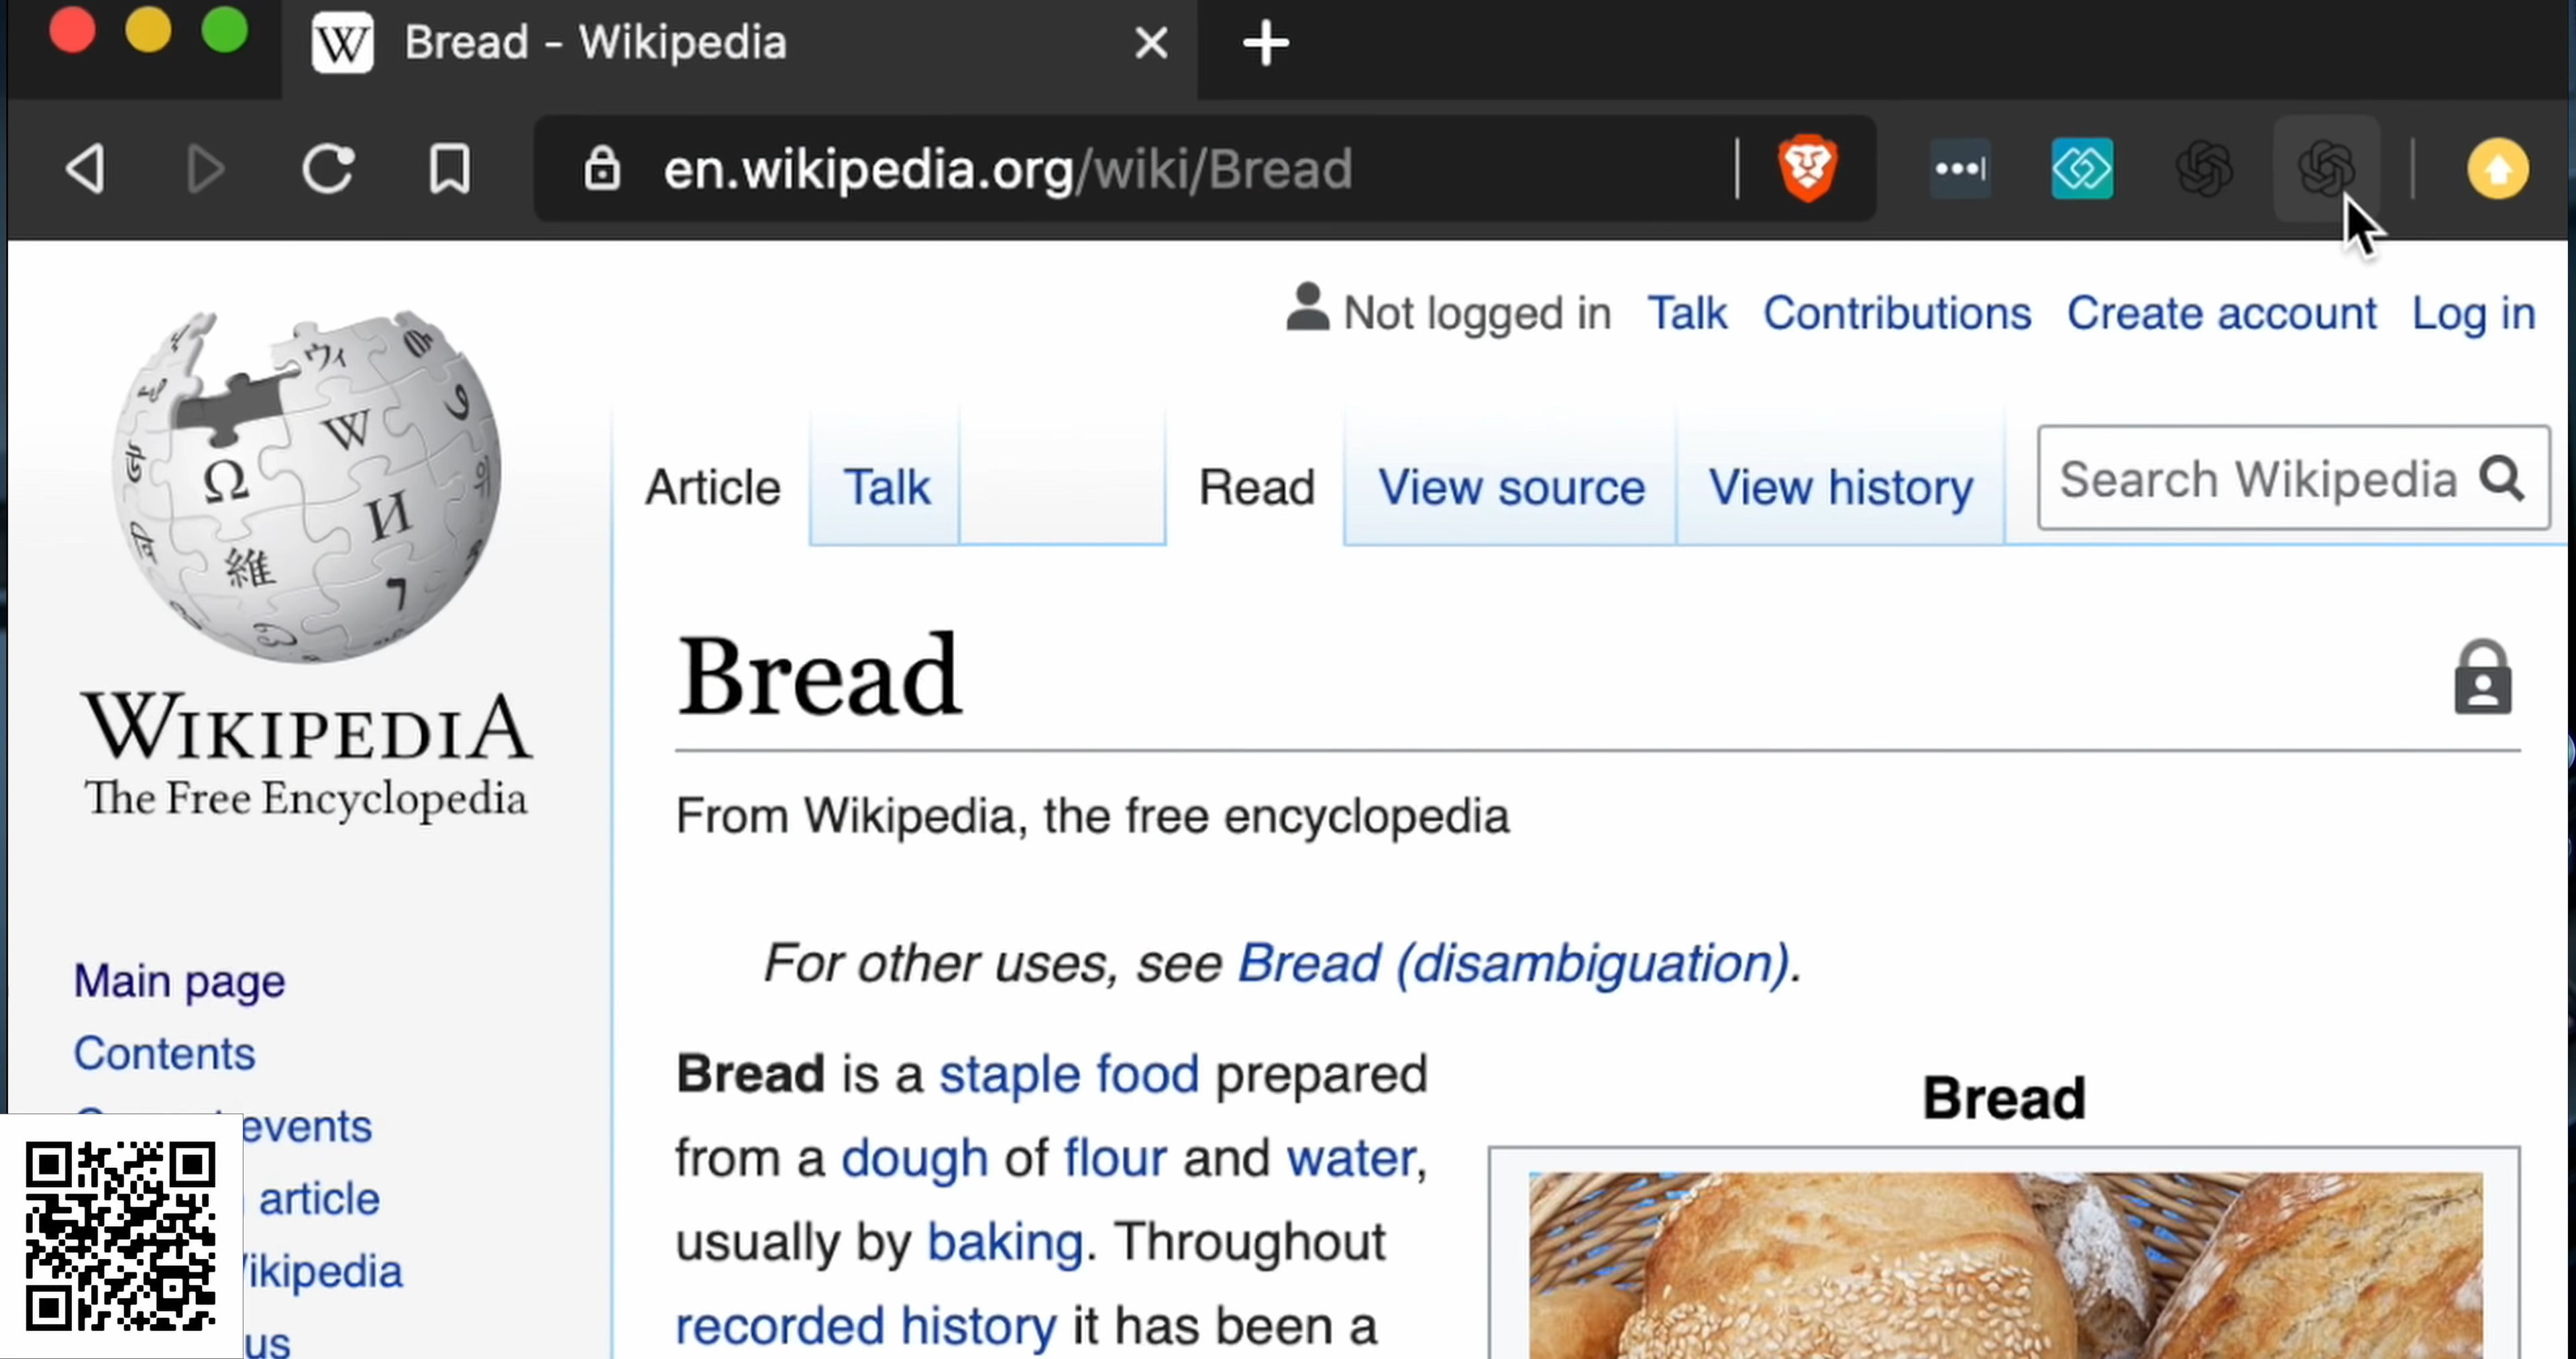 Bread - Wikipedia
en.wikipedia.org/wiki/Bread
Not logged in Talk Contributions Create account Log in
Article Talk Read View source View history Search Wikipedia
WIKIPEDIA
The Free Encyclopedia
Main page
Contents
events
article
us
Bread
From Wikipedia, the free encyclopedia
For other uses, see Bread (disambiguation).
Bread is a staple food prepared
from a dough of flour and water,
usually by baking. Throughout
recorded history it has been a
Bread